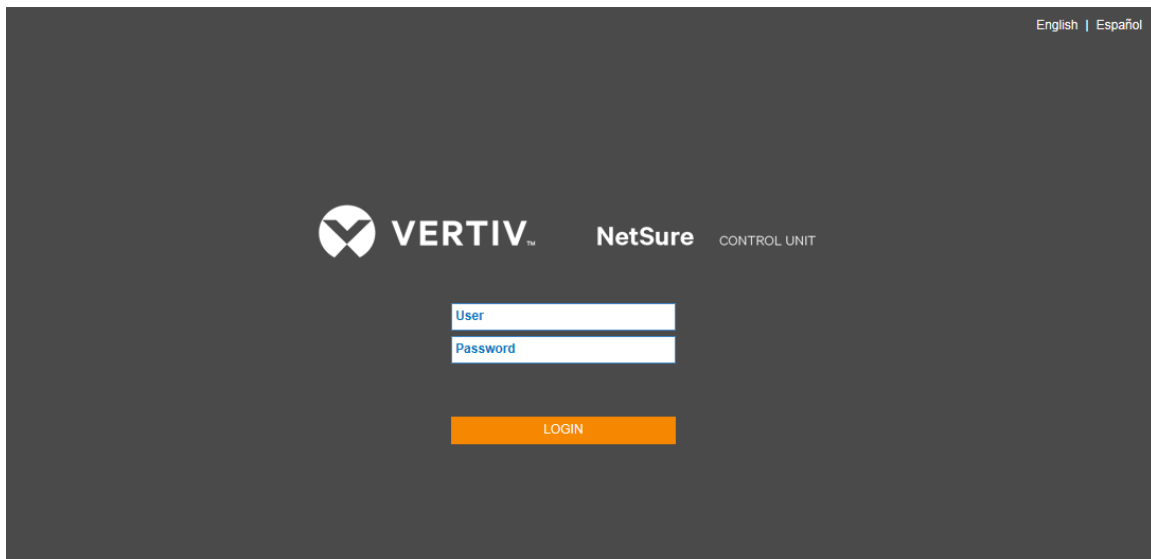 English | Español
VERTIV™ NetSure CONTROL UNIT
User
Password
LOGIN